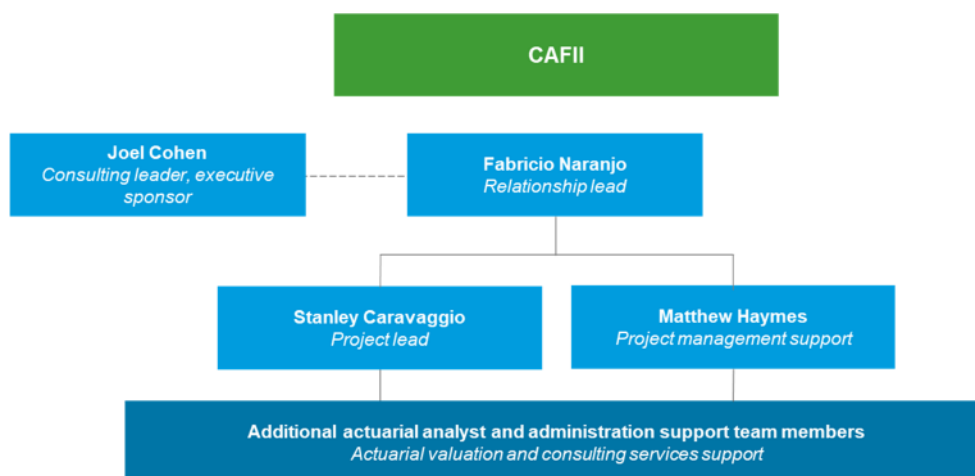 CAFII
Joel Cohen
Consulting leader, executive
sponsor
Fabricio Naranjo
Relationship lead
Stanley Caravaggio
Project lead
Matthew Haymes
Project management support
Additional actuarial analyst and administration support team members
Actuarial valuation and consulting services support